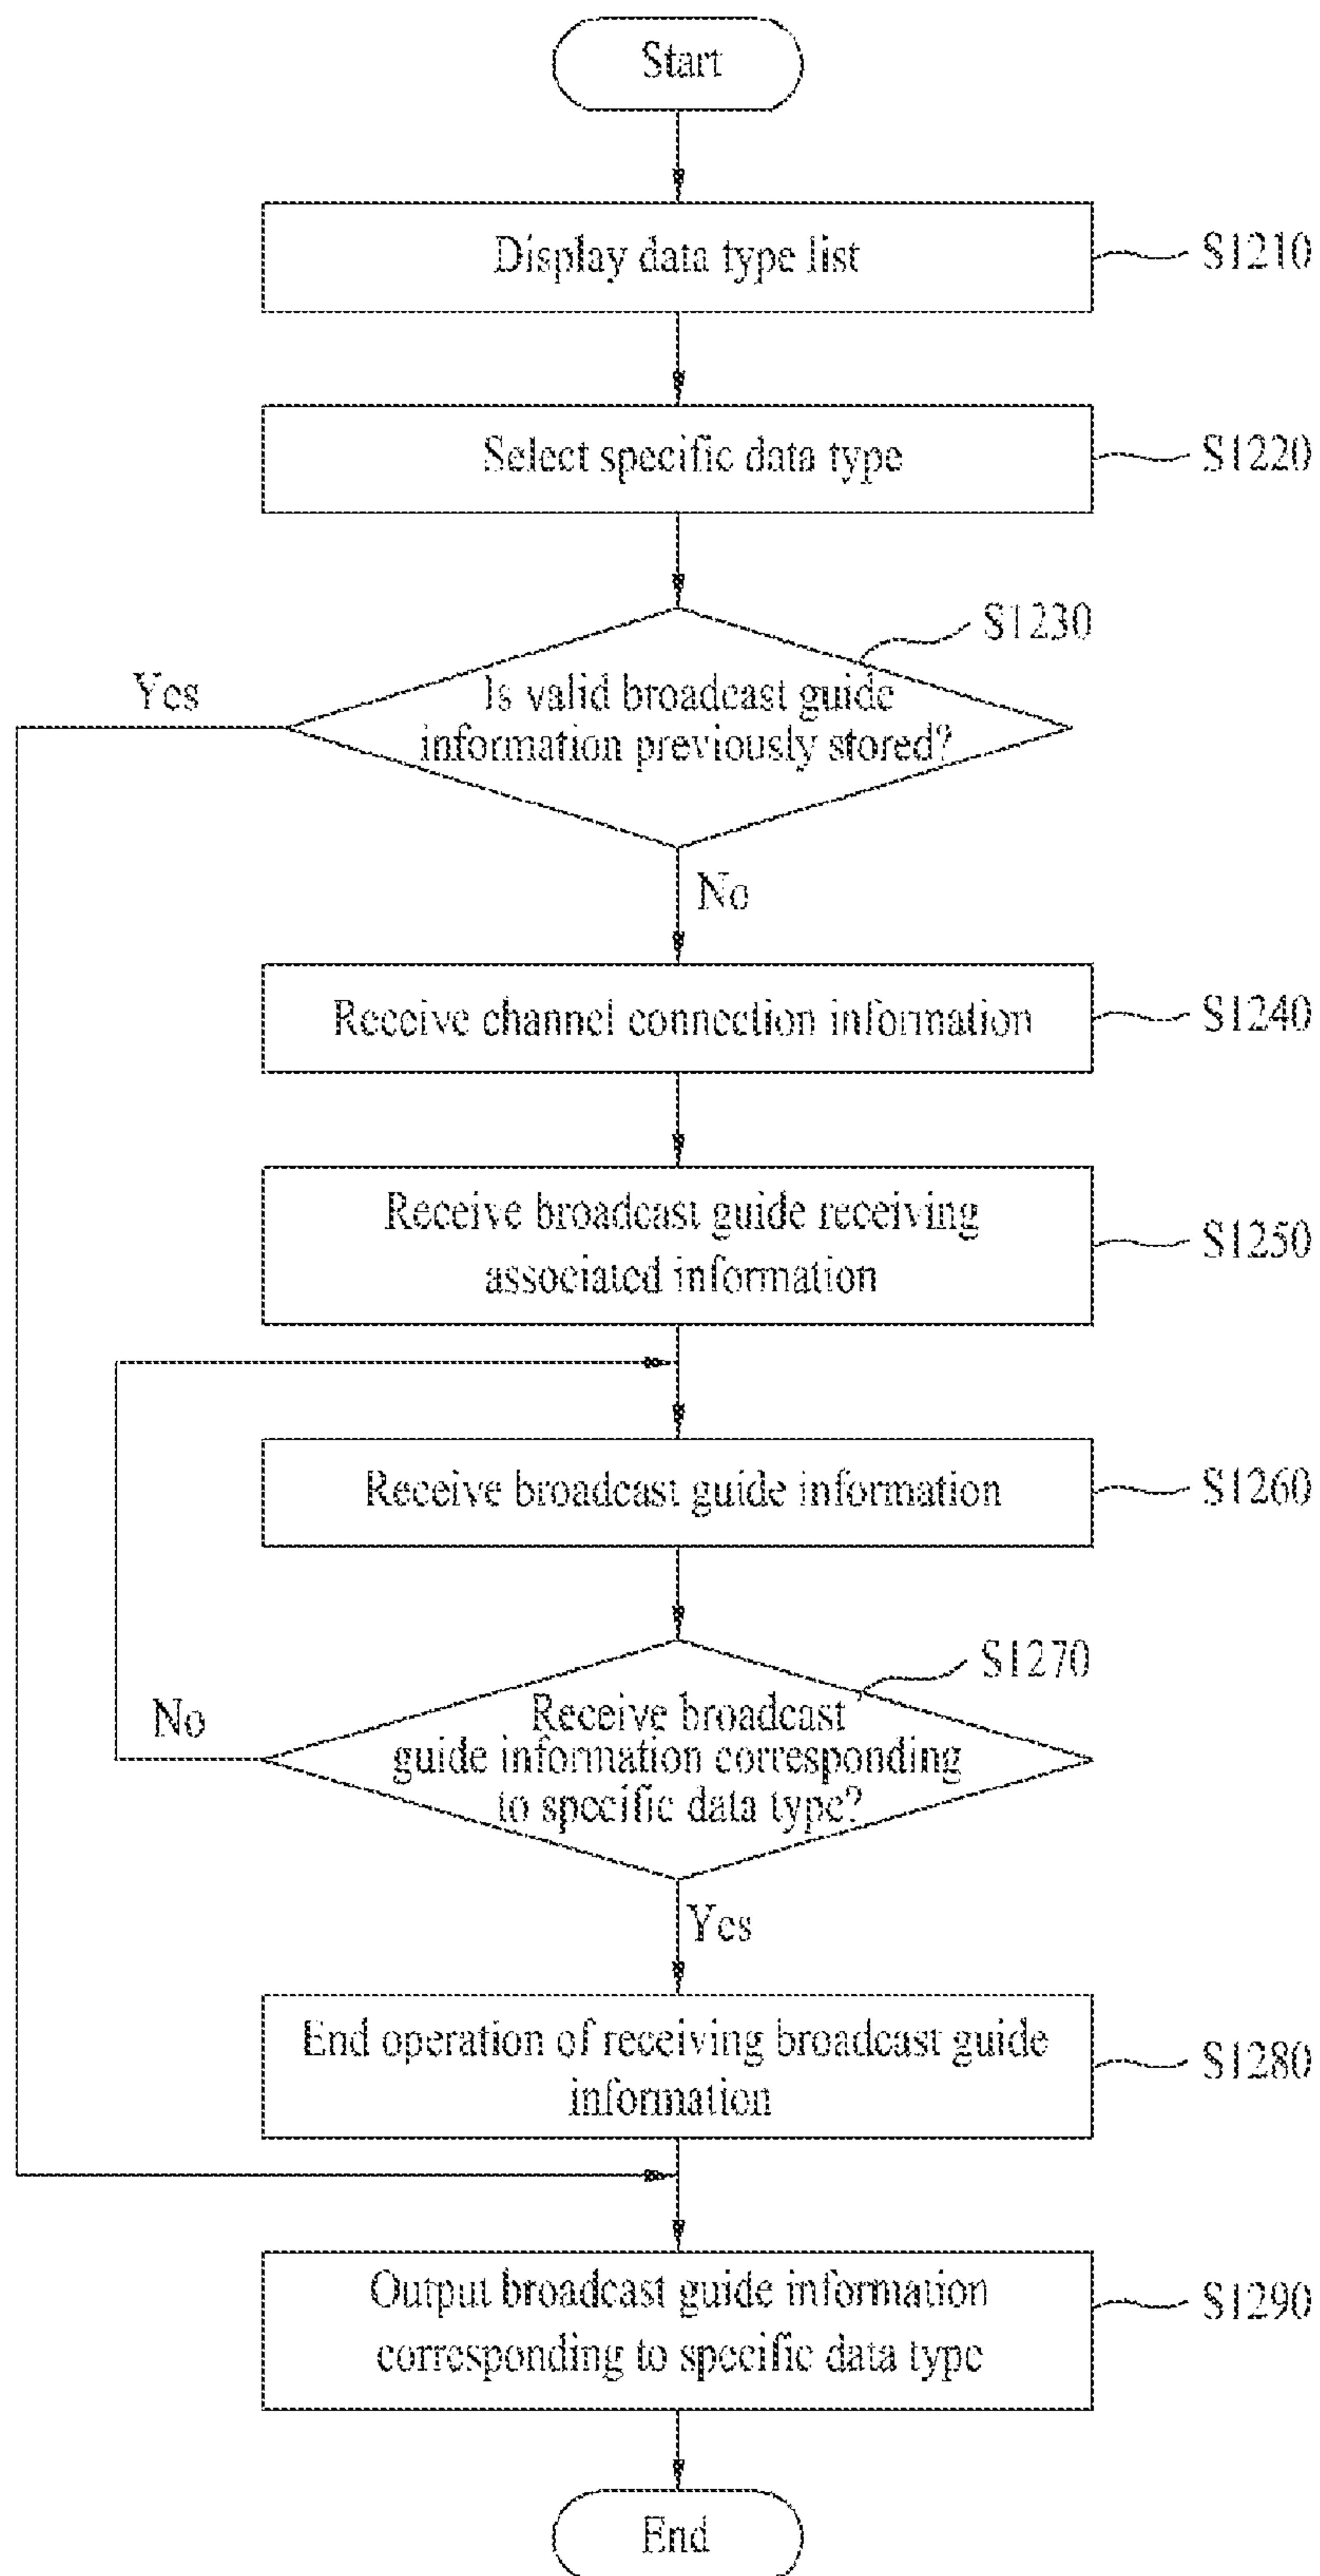 Start
Display data type list
S1210
Select specific data type
S1220
S1230
Yes
Is valid broadcast guide
information previously stored?
No
Receive channel connection information
S1240
Receive broadcast guide receiving
associated information
S1250
Receive broadcast guide information
S1260
S1270
No
Receive broadcast
guide information corresponding
to specific data type?
Yes
End operation of receiving broadcast guide
information
S1280
Output broadcast guide information
corresponding to specific data type
S1290
End